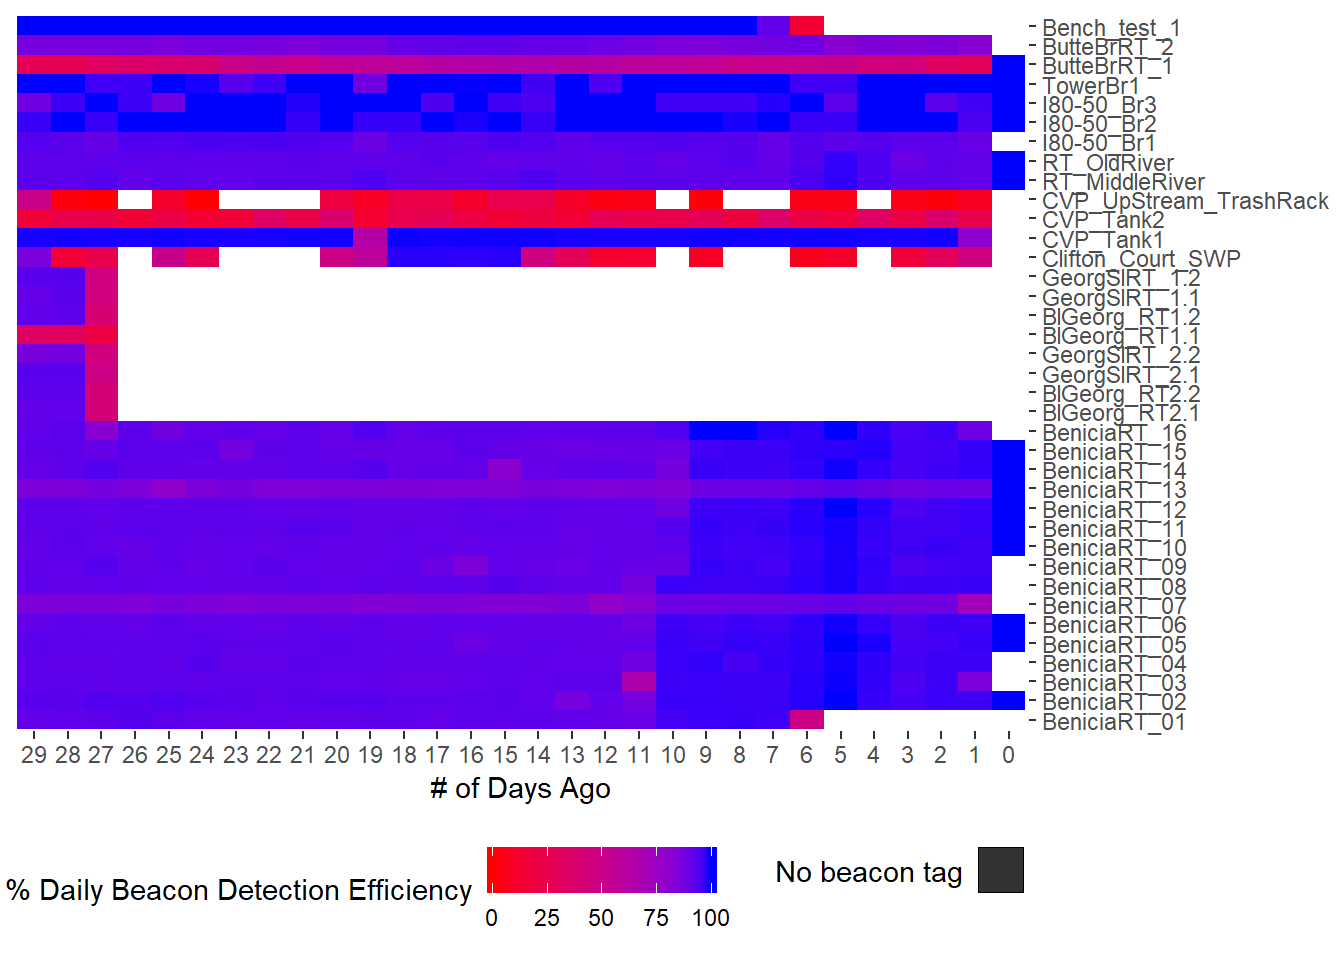 Bench_test_1
ButteBrRT_2
ButteBrRT_1
TowerBr1
I80-50_Br3
I80-50_Br2
I80-50_Br1
RT_OldRiver
RT_MiddleRiver
CVP_UpStream_TrashRack
CVP_Tank2
CVP_Tank1
Clifton_Court_SWP
GeorgSlRT_1.2
GeorgSlRT_1.1
BlGeorg_RT1.2
BlGeorg_RT1.1
GeorgSlRT_2.2
GeorgSlRT_2.1
BlGeorg_RT2.2
BlGeorg_RT2.1
BeniciaRT_16
BeniciaRT_15
BeniciaRT_14
BeniciaRT_13
BeniciaRT_12
BeniciaRT_11
BeniciaRT_10
BeniciaRT_09
BeniciaRT_08
BeniciaRT_07
BeniciaRT_06
BeniciaRT_05
BeniciaRT_04
BeniciaRT_03
BeniciaRT_02
BeniciaRT_01
29 28 27 26 25 24 23 22 21 20 19 18 17 16 15 14 13 12 11 10 9 8 7 6 5 4 3 2 1 0
# of Days Ago
% Daily Beacon Detection Efficiency
0 25 50 75 100
No beacon tag